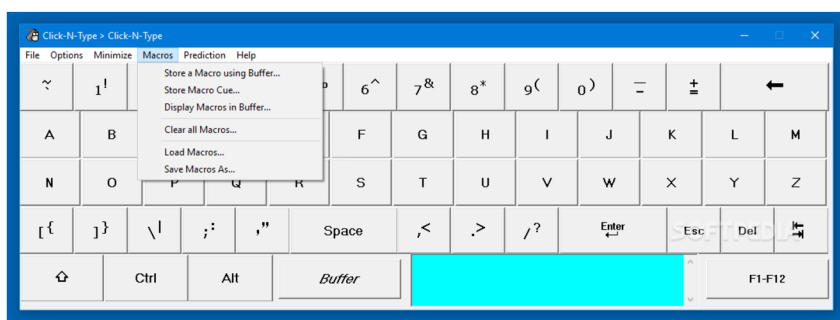 Click-N-Type > Click-N-Type
File Options Minimize Macros Prediction Help
Store a Macro using Buffer...
Store Macro Cue...
Display Macros in Buffer...
Clear all Macros...
Load Macros...
Save Macros As...
~ ` 1! 6^ 7& 8* 9( 0) _ - + =
A B F G H I J K L M
N O P Q R S T U V W X Y Z
[{ ]} \| ;: ," Space ,< .> /? Enter Esc Del
SOFTPEDIA
Ctrl Alt Buffer F1-F12